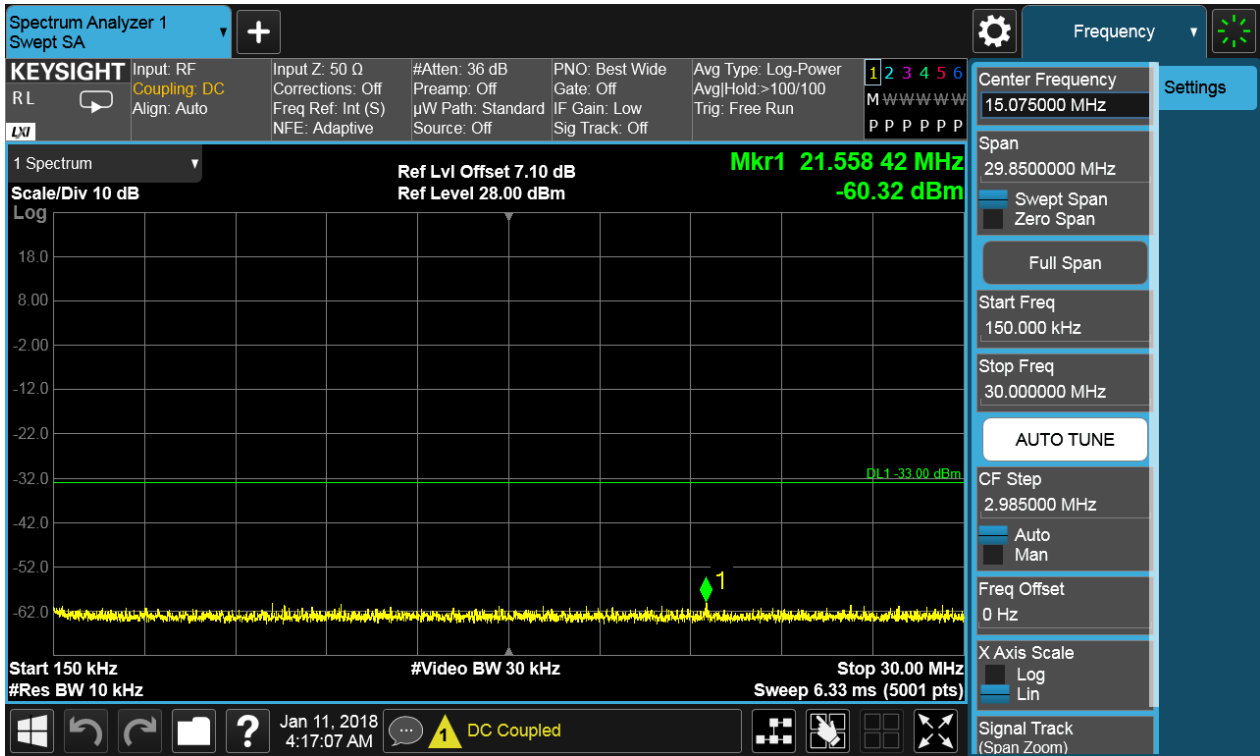 Spectrum Analyzer 1
Swept SA
+
Frequency
KEYSIGHT
RL
LXI
Input: RF
Coupling: DC
Align: Auto
Input Z: 50 Ω
Corrections: Off
Freq Ref: Int (S)
NFE: Adaptive
#Atten: 36 dB
Preamp: Off
µW Path: Standard
Source: Off
PNO: Best Wide
Gate: Off
IF Gain: Low
Sig Track: Off
Avg Type: Log-Power
Avg|Hold:>100/100
Trig: Free Run
1 2 3 4 5 6
M W W W W W
P P P P P P
1 Spectrum
Scale/Div 10 dB
Log
Ref Lvl Offset 7.10 dB
Ref Level 28.00 dBm
Mkr1 21.558 42 MHz
-60.32 dBm
18.0
8.00
-2.00
-12.0
-22.0
-32.0
-42.0
-52.0
-62.0
DL1 -33.00 dBm
1
Start 150 kHz
#Res BW 10 kHz
#Video BW 30 kHz
Stop 30.00 MHz
Sweep 6.33 ms (5001 pts)
Center Frequency
15.075000 MHz
Span
29.8500000 MHz
Swept Span
Zero Span
Full Span
Start Freq
150.000 kHz
Stop Freq
30.000000 MHz
AUTO TUNE
CF Step
2.985000 MHz
Auto
Man
Freq Offset
0 Hz
X Axis Scale
Log
Lin
Signal Track
(Span Zoom)
Settings
?
Jan 11, 2018
4:17:07 AM
1
DC Coupled